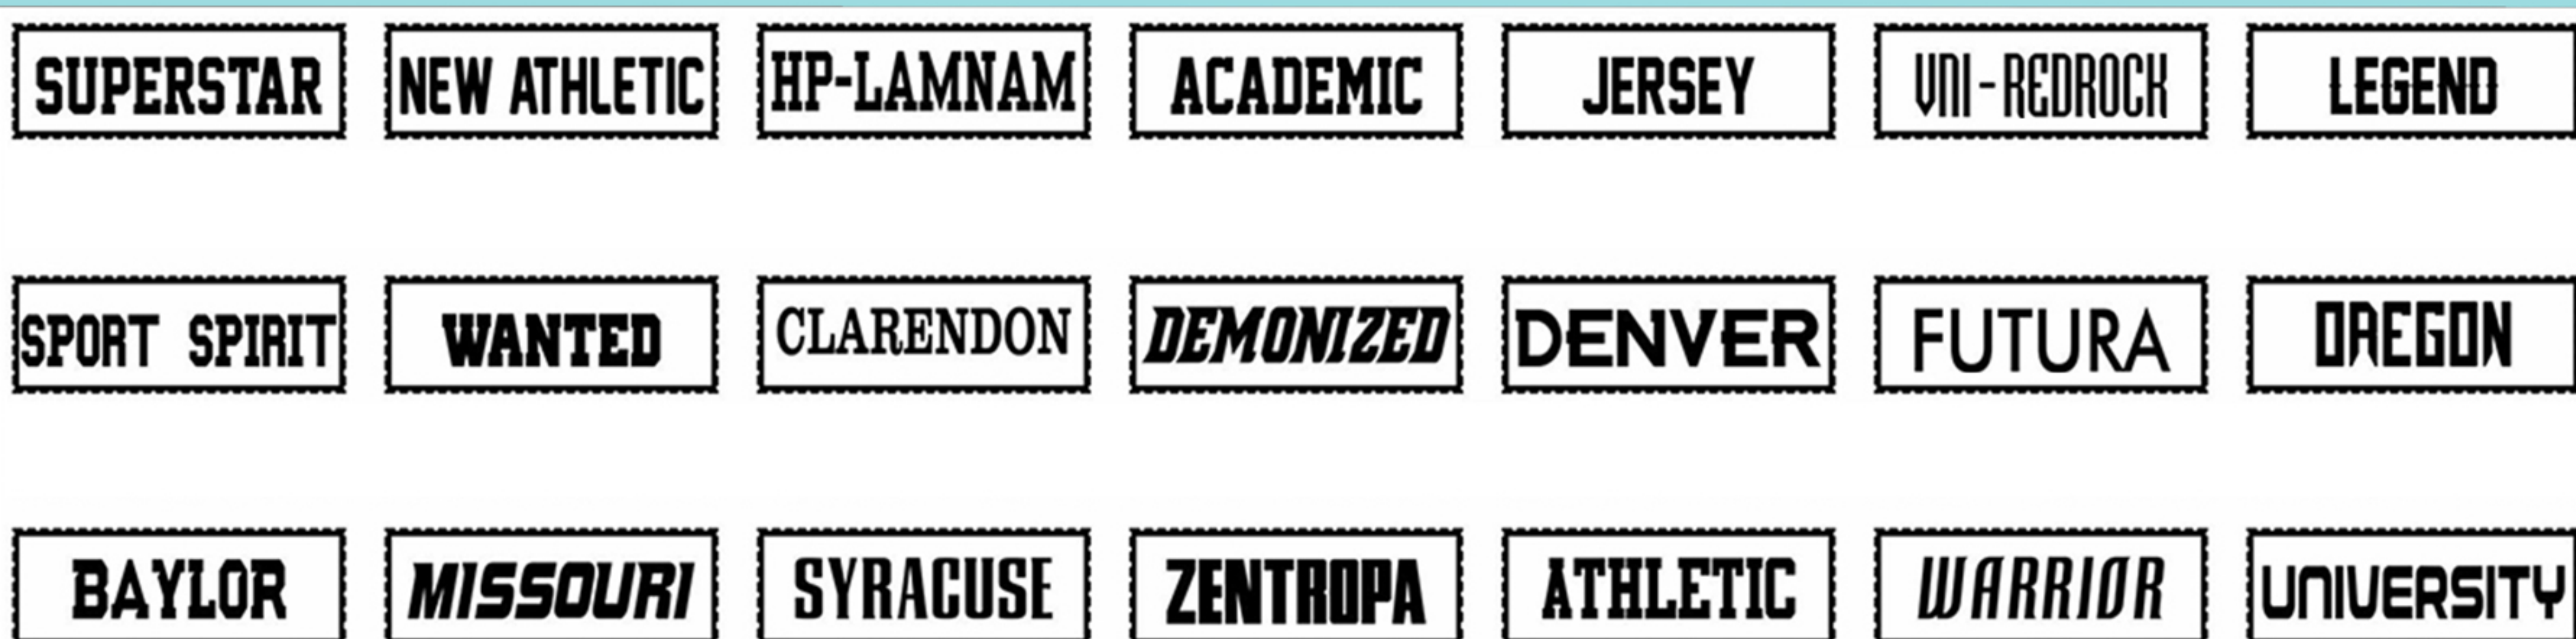 SUPERSTAR NEW ATHLETIC HP-LAMNAM ACADEMIC JERSEY VNI-REDROCK LEGEND
SPORT SPIRIT WANTED CLARENDON DEMONIZED DENVER FUTURA OREGON
BAYLOR MISSOURI SYRACUSE ZENTROPA ATHLETIC WARRIOR UNIVERSITY